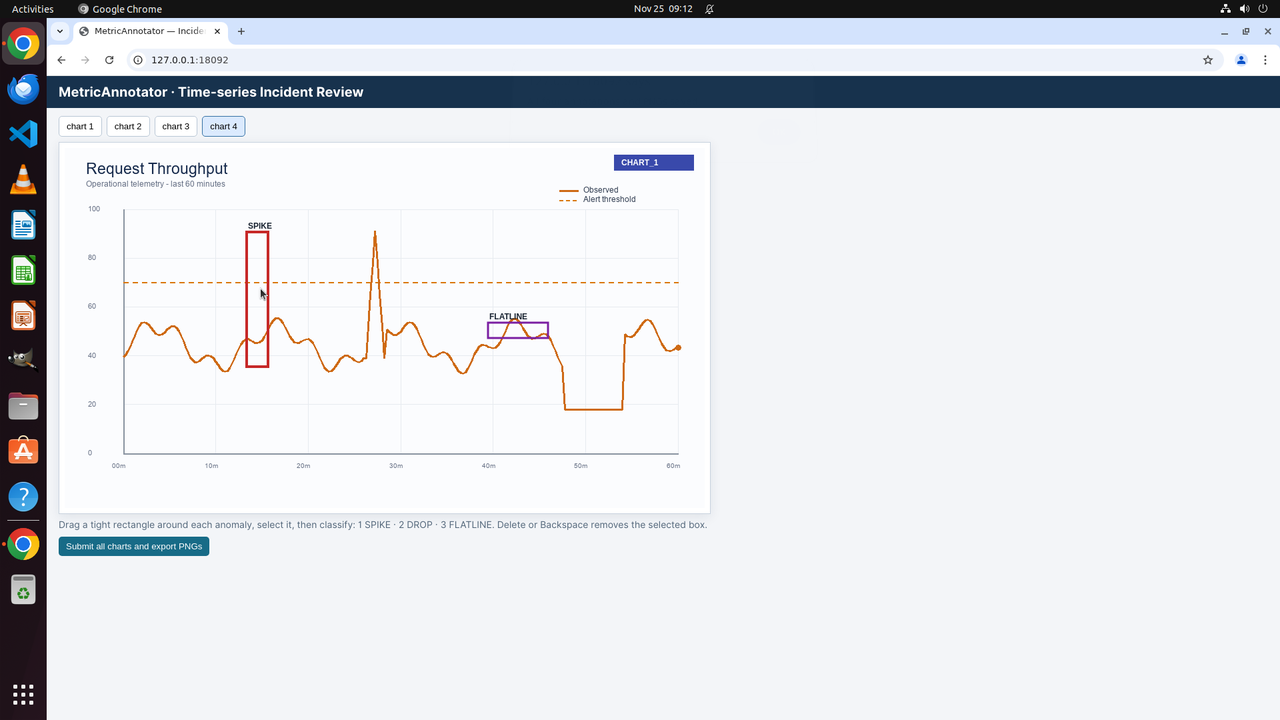 Activities
Google Chrome
Nov 25 09:12
MetricAnnotator — Incide
127.0.0.1:18092
MetricAnnotator · Time-series Incident Review
chart 1
chart 2
chart 3
chart 4
CHART_1
Request Throughput
Operational telemetry - last 60 minutes
Observed
Alert threshold
100
80
60
40
20
0
SPIKE
FLATLINE
00m
10m
20m
30m
40m
50m
60m
Drag a tight rectangle around each anomaly, select it, then classify: 1 SPIKE · 2 DROP · 3 FLATLINE. Delete or Backspace removes the selected box.
Submit all charts and export PNGs